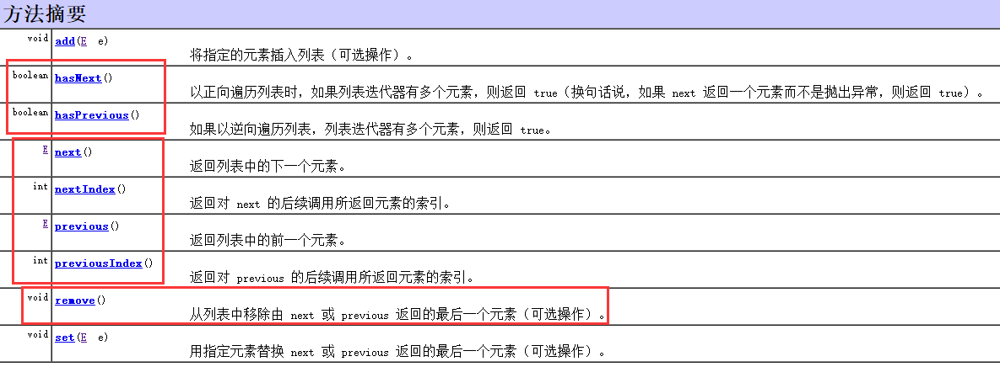 方法摘要
void add(E e)
将指定的元素插入列表（可选操作）。
boolean hasNext()
以正向遍历列表时，如果列表迭代器有多个元素，则返回 true（换句话说，如果 next 返回一个元素而不是抛出异常，则返回 true）。
boolean hasPrevious()
如果以逆向遍历列表，列表迭代器有多个元素，则返回 true。
E next()
返回列表中的下一个元素。
int nextIndex()
返回对 next 的后续调用所返回元素的索引。
E previous()
返回列表中的前一个元素。
int previousIndex()
返回对 previous 的后续调用所返回元素的索引。
void remove()
从列表中移除由 next 或 previous 返回的最后一个元素（可选操作）。
void set(E e)
用指定元素替换 next 或 previous 返回的最后一个元素（可选操作）。